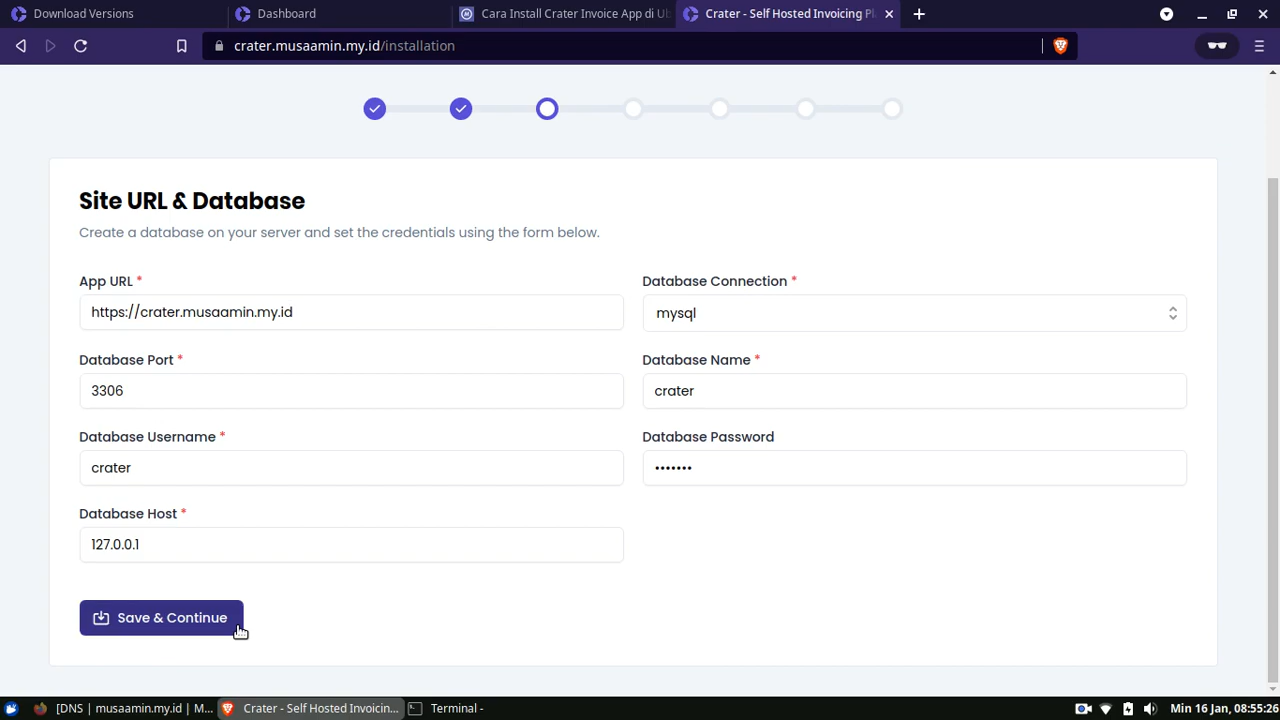 Download Versions
Dashboard
Cara Install Crater Invoice App di Ub
Crater - Self Hosted Invoicing Pl
crater.musaamin.my.id/installation
Site URL & Database
Create a database on your server and set the credentials using the form below.
App URL *
Database Connection *
https://crater.musaamin.my.id
mysql
Database Port *
Database Name *
3306
crater
Database Username *
Database Password
crater
•••••••
Database Host *
127.0.0.1
Save & Continue
[DNS | musaamin.my.id | M...
Crater - Self Hosted Invoicin...
Terminal -
Min 16 Jan, 08:55:26